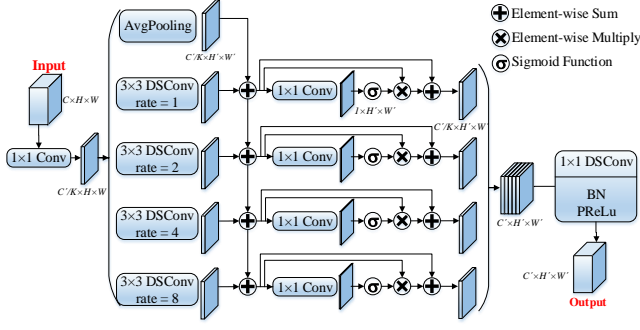 AvgPooling
C'/K×H'×W'
Element-wise Sum
Element-wise Multiply
σ Sigmoid Function
Input
C×H×W
1×1 Conv
C'/K×H×W
3×3 DSConv
rate = 1
1×1 Conv
σ
1×H'×W'
C'/K×H'×W'
3×3 DSConv
rate = 2
1×1 Conv
σ
3×3 DSConv
rate = 4
1×1 Conv
σ
3×3 DSConv
rate = 8
1×1 Conv
σ
C'×H'×W'
1×1 DSConv
BN
PReLu
C'×H'×W'
Output